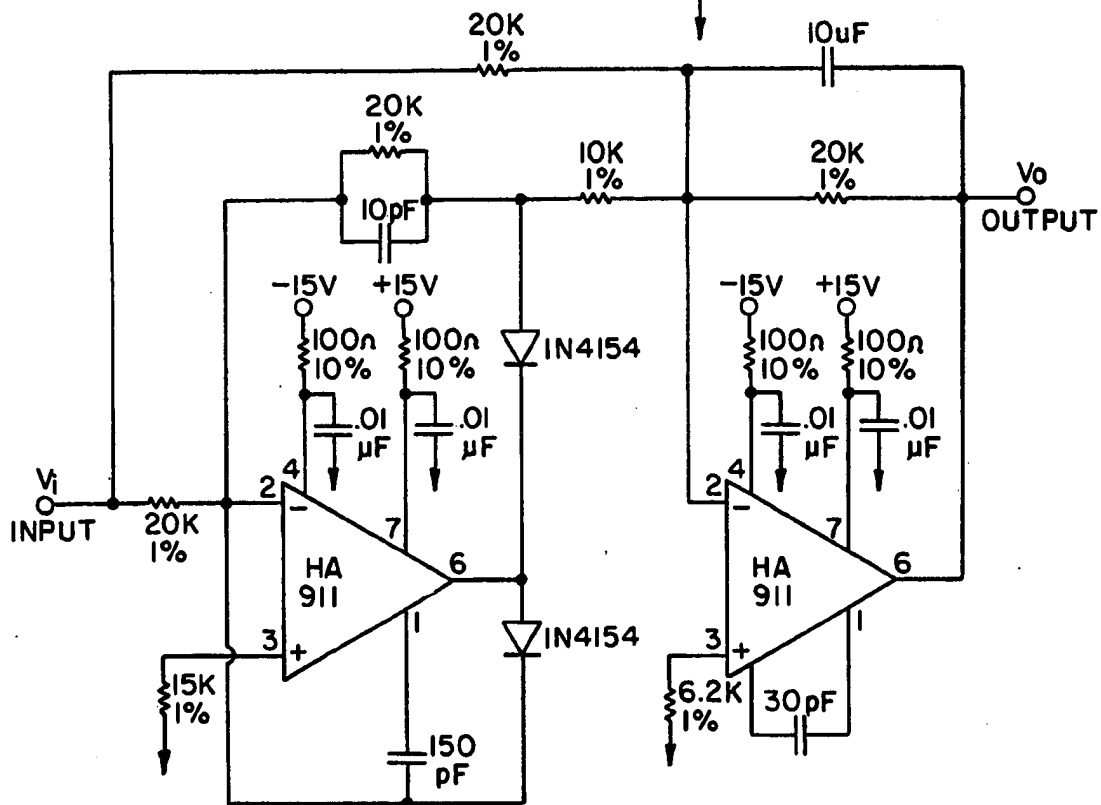 20K
1%
10uF
20K
1%
10pF
10K
1%
20K
1%
Vo
OUTPUT
-15V
+15V
100Ω
10%
100Ω
10%
.01
µF
.01
µF
1N4154
-15V
+15V
100Ω
10%
100Ω
10%
.01
µF
.01
µF
Vi
INPUT
20K
1%
2
-
4
7
HA
911
6
3
+
1
15K
1%
150
pF
1N4154
2
-
4
7
HA
911
6
3
+
1
6.2K
1%
30pF